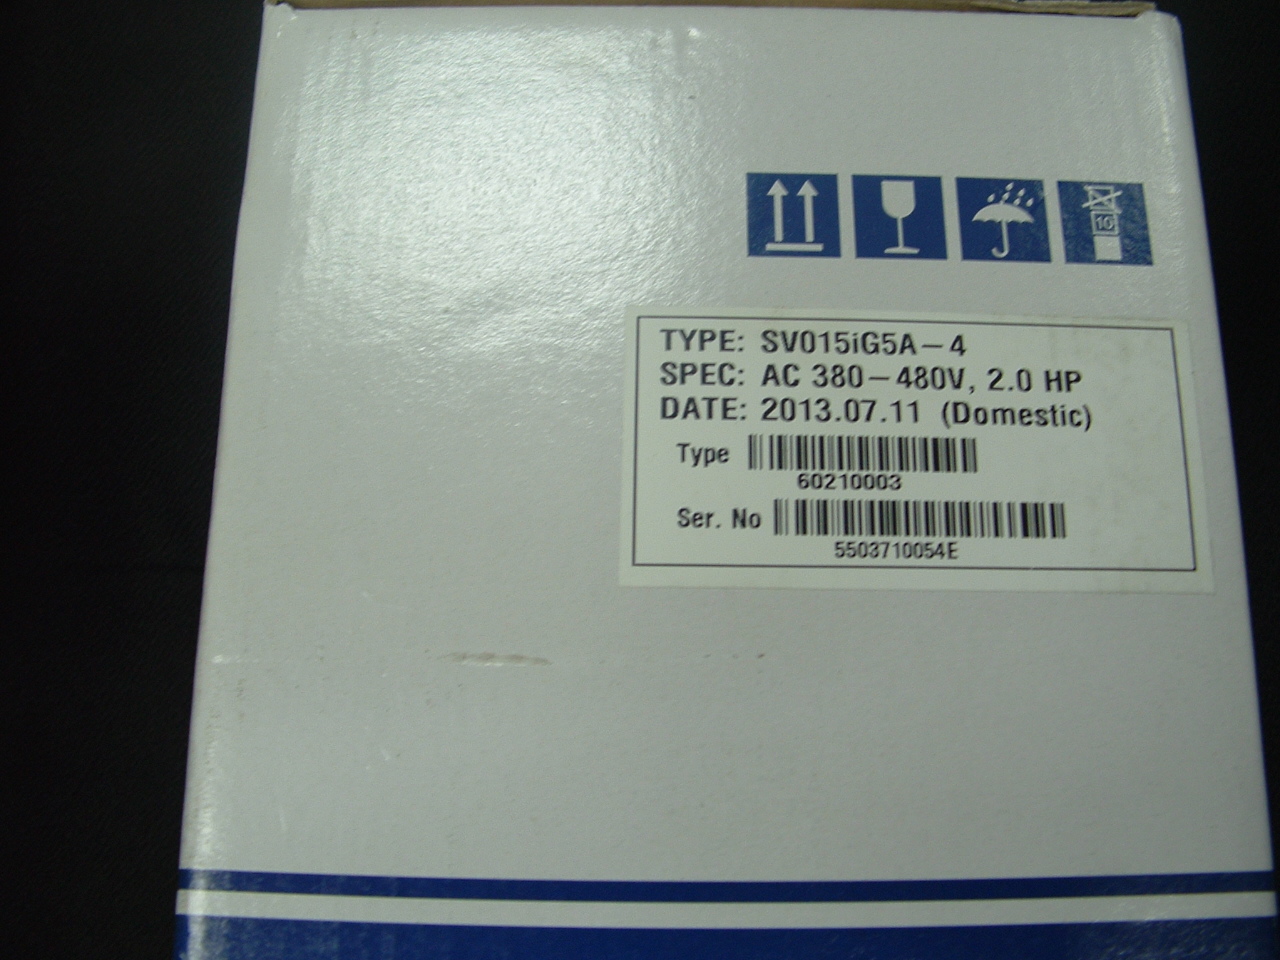 10
TYPE: SV015iG5A-4
SPEC: AC 380-480V, 2.0 HP
DATE: 2013.07.11 (Domestic)
Type
60210003
Ser. No
5503710054E